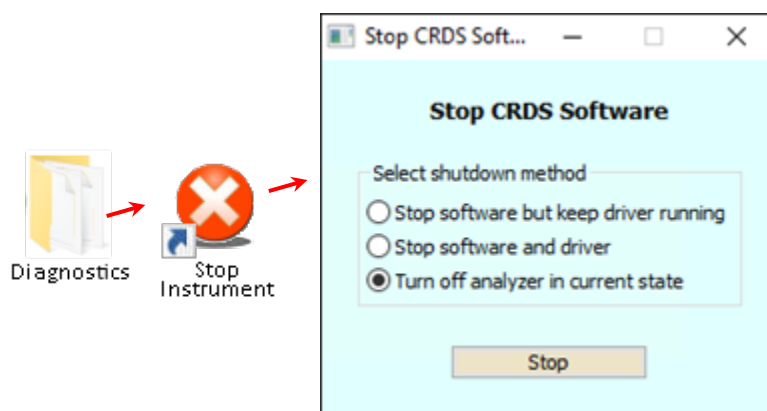 Diagnostics
Stop
Instrument
Stop CRDS Soft...
Stop CRDS Software
Select shutdown method
Stop software but keep driver running
Stop software and driver
Turn off analyzer in current state
Stop